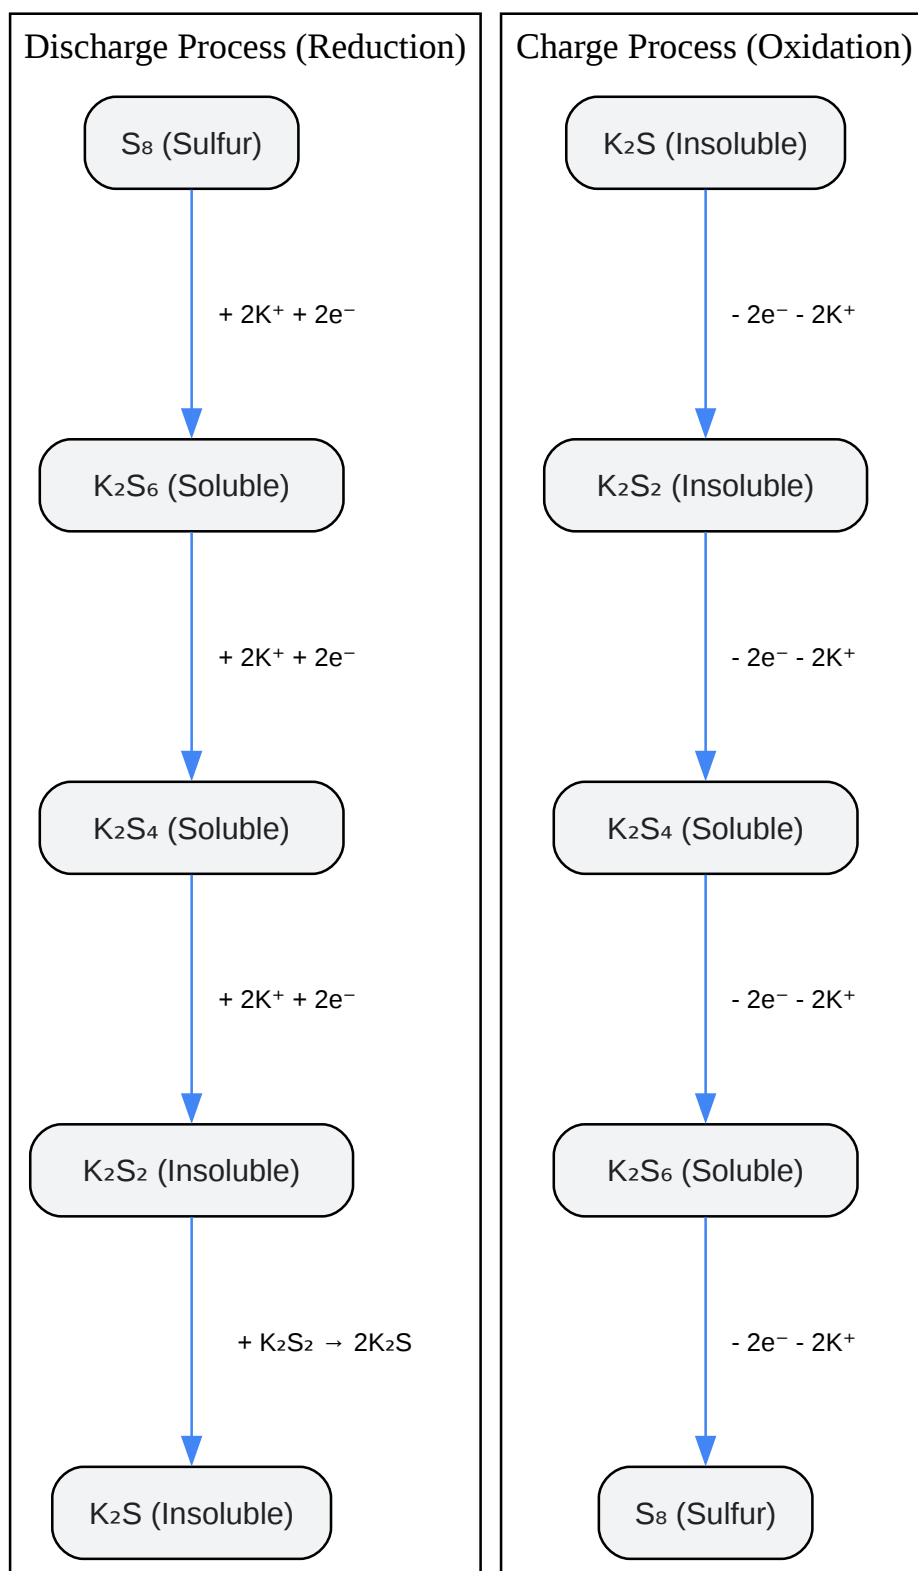 Discharge Process (Reduction)
S₈ (Sulfur)
+ 2K⁺ + 2e⁻
K₂S₆ (Soluble)
+ 2K⁺ + 2e⁻
K₂S₄ (Soluble)
+ 2K⁺ + 2e⁻
K₂S₂ (Insoluble)
+ K₂S₂ → 2K₂S
K₂S (Insoluble)
Charge Process (Oxidation)
K₂S (Insoluble)
- 2e⁻ - 2K⁺
K₂S₂ (Insoluble)
- 2e⁻ - 2K⁺
K₂S₄ (Soluble)
- 2e⁻ - 2K⁺
K₂S₆ (Soluble)
- 2e⁻ - 2K⁺
S₈ (Sulfur)